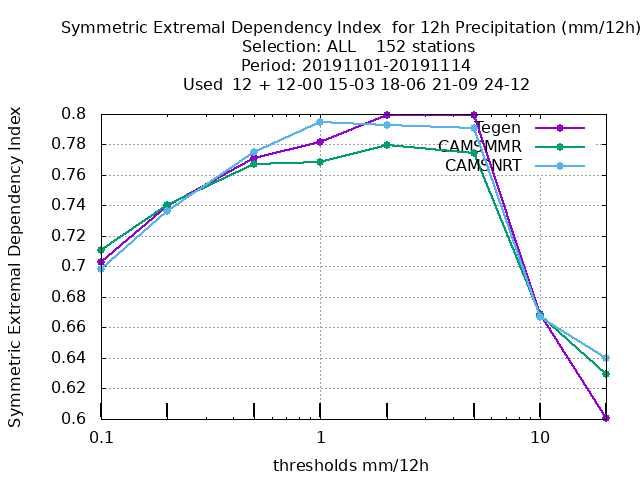 Symmetric Extremal Dependency Index  for 12h Precipitation (mm/12h)
Selection: ALL    152 stations
Period: 20191101-20191114
Used  12 + 12-00 15-03 18-06 21-09 24-12
Symmetric Extremal Dependency Index
0.8
0.78
0.76
0.74
0.72
0.7
0.68
0.66
0.64
0.62
0.6
Tegen
CAMSMMR
CAMSNRT
0.1
1
10
thresholds mm/12h